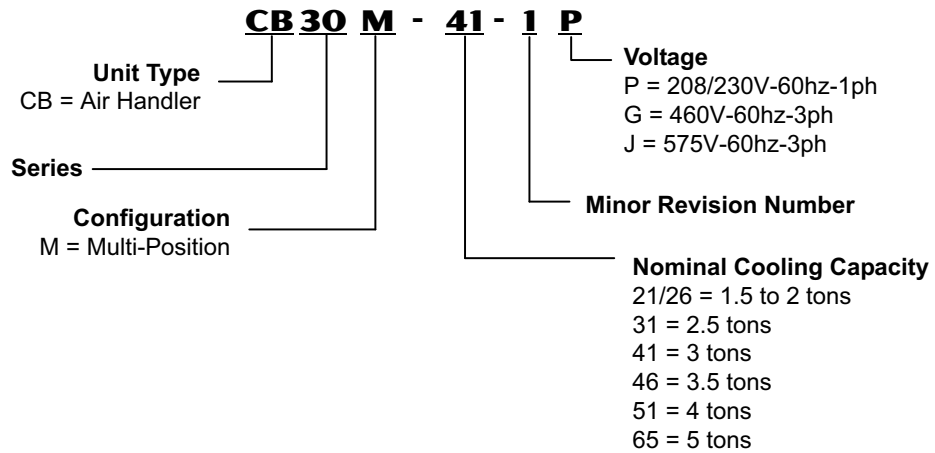 CB 30 M - 41 - 1 P
Unit Type
CB = Air Handler
Series
Configuration
M = Multi-Position
Voltage
P = 208/230V-60hz-1ph
G = 460V-60hz-3ph
J = 575V-60hz-3ph
Minor Revision Number
Nominal Cooling Capacity
21/26 = 1.5 to 2 tons
31 = 2.5 tons
41 = 3 tons
46 = 3.5 tons
51 = 4 tons
65 = 5 tons